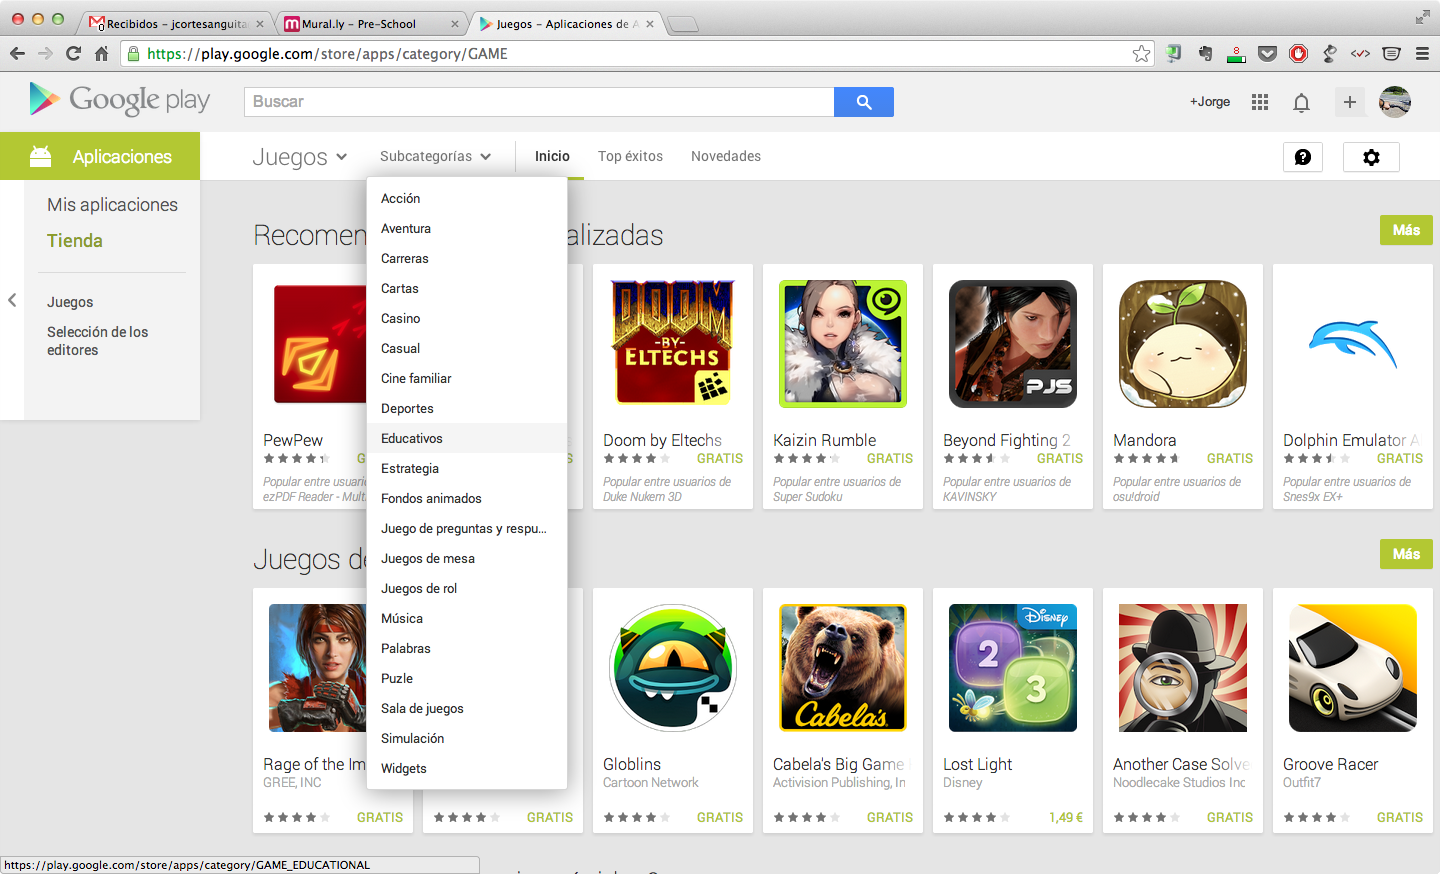 Recibidos – jcortesanguita
Mural.ly – Pre-School
Juegos – Aplicaciones de A
https://play.google.com/store/apps/category/GAME
Google play
Buscar
+Jorge
Aplicaciones
Juegos
Subcategorías
Inicio
Top éxitos
Novedades
Mis aplicaciones
Tienda
Juegos
Selección de los
editores
Acción
Aventura
Carreras
Cartas
Casino
Casual
Cine familiar
Deportes
Educativos
Estrategia
Fondos animados
Juego de preguntas y respu...
Juegos de mesa
Juegos de rol
Música
Palabras
Puzle
Sala de juegos
Simulación
Widgets
Recomen
alizadas
Más
PewPew
Popular entre usuarios
ezPDF Reader - Mult
DOOM
-BY-
ELTECHS
Doom by Eltechs
GRATIS
Popular entre usuarios de
Duke Nukem 3D
Kaizin Rumble
GRATIS
Popular entre usuarios de
Super Sudoku
PJS
Beyond Fighting 2
GRATIS
Popular entre usuarios de
KAVINSKY
Mandora
GRATIS
Popular entre usuarios de
osu!droid
Dolphin Emulator A
GRATIS
Popular entre usuarios de
Snes9x EX+
Juegos de
Más
Rage of the Im
GREE, INC
GRATIS
GRATIS
Globlins
Cartoon Network
GRATIS
Cabela's
Cabela's Big Game
Activision Publishing, In
GRATIS
Disney
2
3
Lost Light
Disney
1,49 €
Another Case Solve
Noodlecake Studios Inc
GRATIS
Groove Racer
Outfit7
GRATIS
https://play.google.com/store/apps/category/GAME_EDUCATIONAL